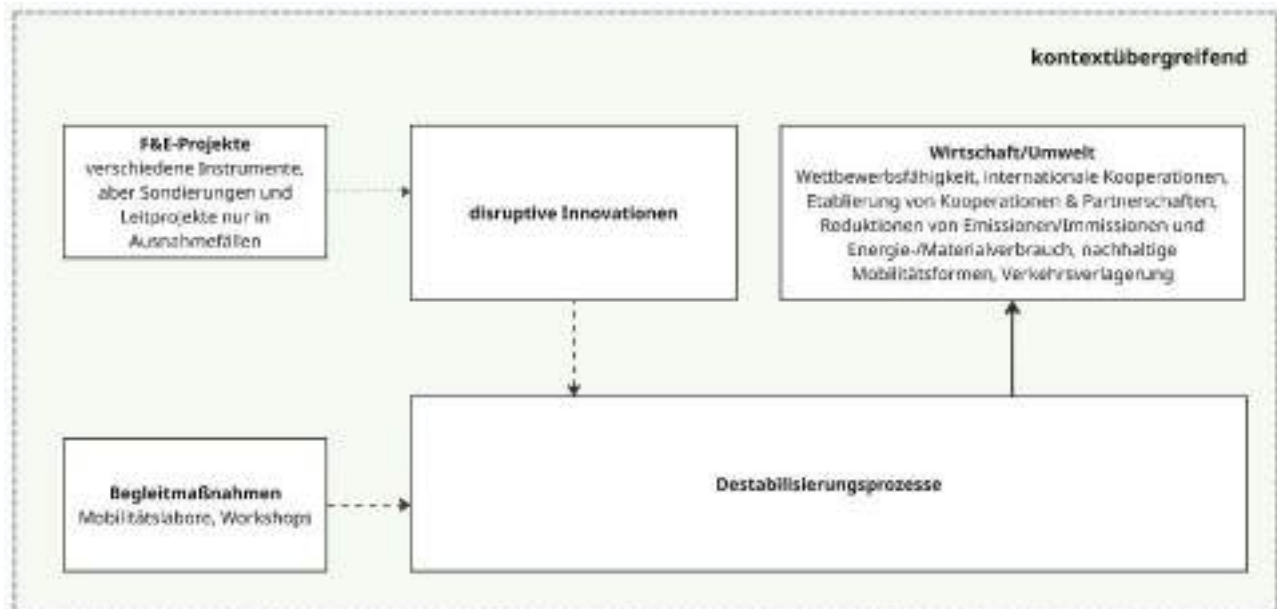 kontextübergreifend
F&E-Projekte
verschiedene Instrumente,
aber Sondierungen und
Leitprojekte nur in
Ausnahmefällen
disruptive Innovationen
Wirtschaft/Umwelt
Wettbewerbsfähigkeit, internationale Kooperationen,
Etablierung von Kooperationen & Partnerschaften,
Reduktionen von Emissionen/Immissionen und
Energie-/Materialverbrauch, nachhaltige
Mobilitätsformen, Verkehrsverlagerung
Begleitmaßnahmen
Mobilitätslabore, Workshops
Destabilisierungsprozesse